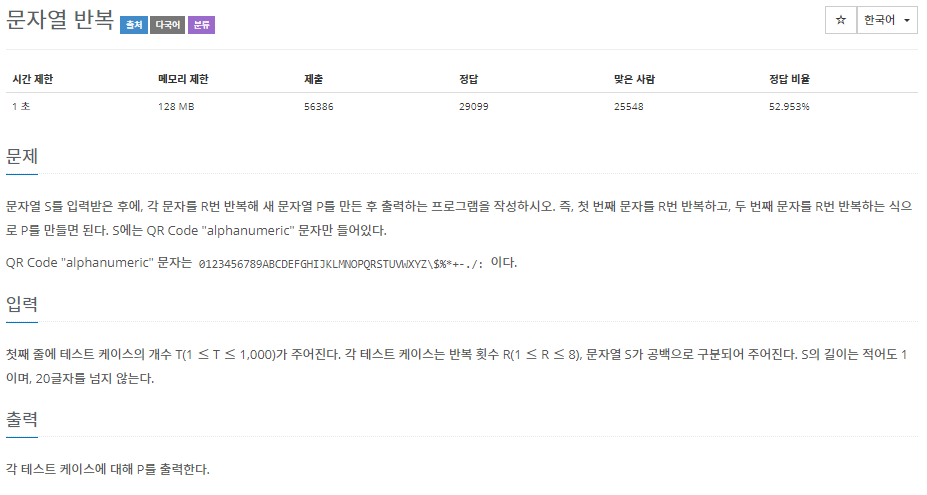 문자열 반복 출처 다국어 분류
☆ 한국어
시간 제한 메모리 제한 제출 정답 맞은 사람 정답 비율
1 초 128 MB 56386 29099 25548 52.953%
문제
문자열 S를 입력받은 후에, 각 문자를 R번 반복해 새 문자열 P를 만든 후 출력하는 프로그램을 작성하시오. 즉, 첫 번째 문자를 R번 반복하고, 두 번째 문자를 R번 반복하는 식으
로 P를 만들면 된다. S에는 QR Code "alphanumeric" 문자만 들어있다.
QR Code "alphanumeric" 문자는 0123456789ABCDEFGHIJKLMNOPQRSTUVWXYZ\$%*+-./: 이다.
입력
첫째 줄에 테스트 케이스의 개수 T(1 ≤ T ≤ 1,000)가 주어진다. 각 테스트 케이스는 반복 횟수 R(1 ≤ R ≤ 8), 문자열 S가 공백으로 구분되어 주어진다. S의 길이는 적어도 1
이며, 20글자를 넘지 않는다.
출력
각 테스트 케이스에 대해 P를 출력한다.